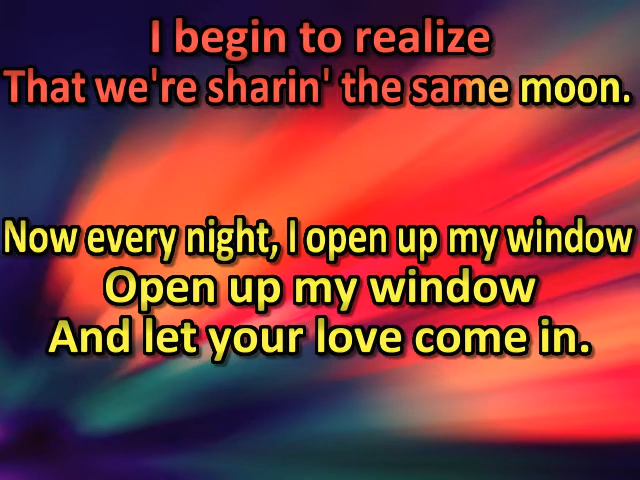 I begin to realize
That we're sharin' the same moon.
Now every night, I open up my window
Open up my window
And let your love come in.